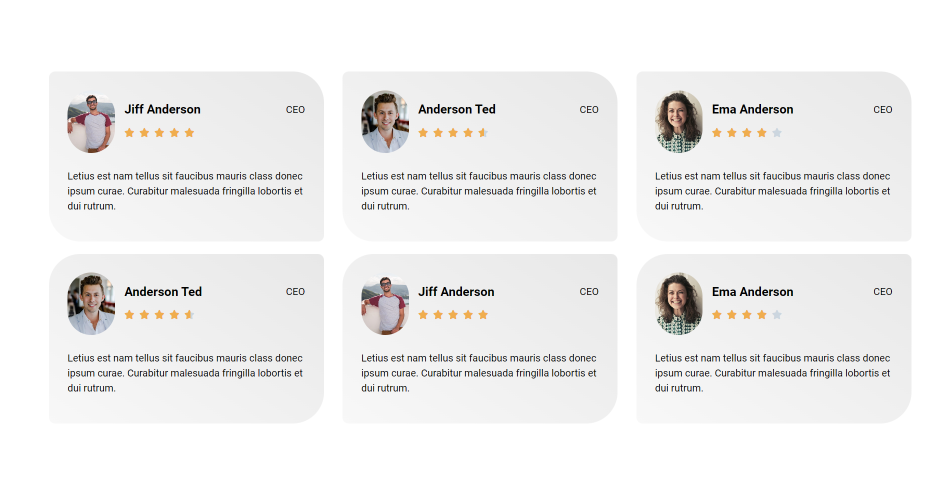 Jiff Anderson CEO
Letius est nam tellus sit faucibus mauris class donec
ipsum curae. Curabitur malesuada fringilla lobortis et
dui rutrum.
Anderson Ted CEO
Letius est nam tellus sit faucibus mauris class donec
ipsum curae. Curabitur malesuada fringilla lobortis et
dui rutrum.
Ema Anderson CEO
Letius est nam tellus sit faucibus mauris class donec
ipsum curae. Curabitur malesuada fringilla lobortis et
dui rutrum.
Anderson Ted CEO
Letius est nam tellus sit faucibus mauris class donec
ipsum curae. Curabitur malesuada fringilla lobortis et
dui rutrum.
Jiff Anderson CEO
Letius est nam tellus sit faucibus mauris class donec
ipsum curae. Curabitur malesuada fringilla lobortis et
dui rutrum.
Ema Anderson CEO
Letius est nam tellus sit faucibus mauris class donec
ipsum curae. Curabitur malesuada fringilla lobortis et
dui rutrum.